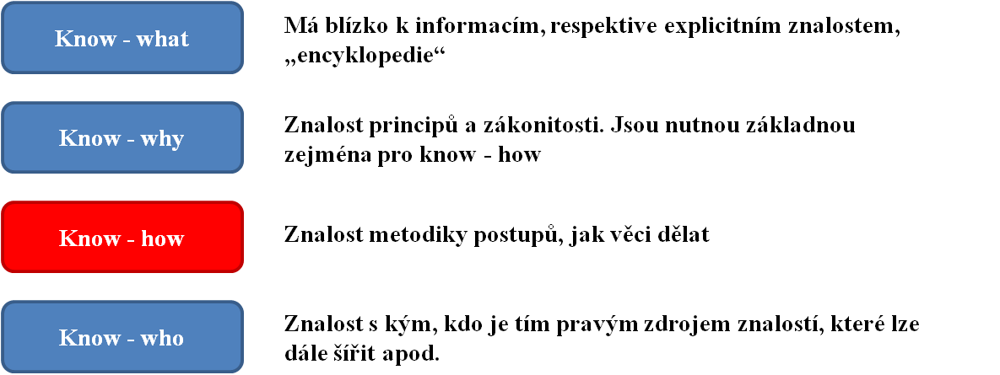 Know - what
Má blízko k informacím, respektive explicitním znalostem,
„encyklopedie“
Know - why
Znalost principů a zákonitosti. Jsou nutnou základnou
zejména pro know - how
Know - how
Znalost metodiky postupů, jak věci dělat
Know - who
Znalost s kým, kdo je tím pravým zdrojem znalostí, které lze
dále šířit apod.